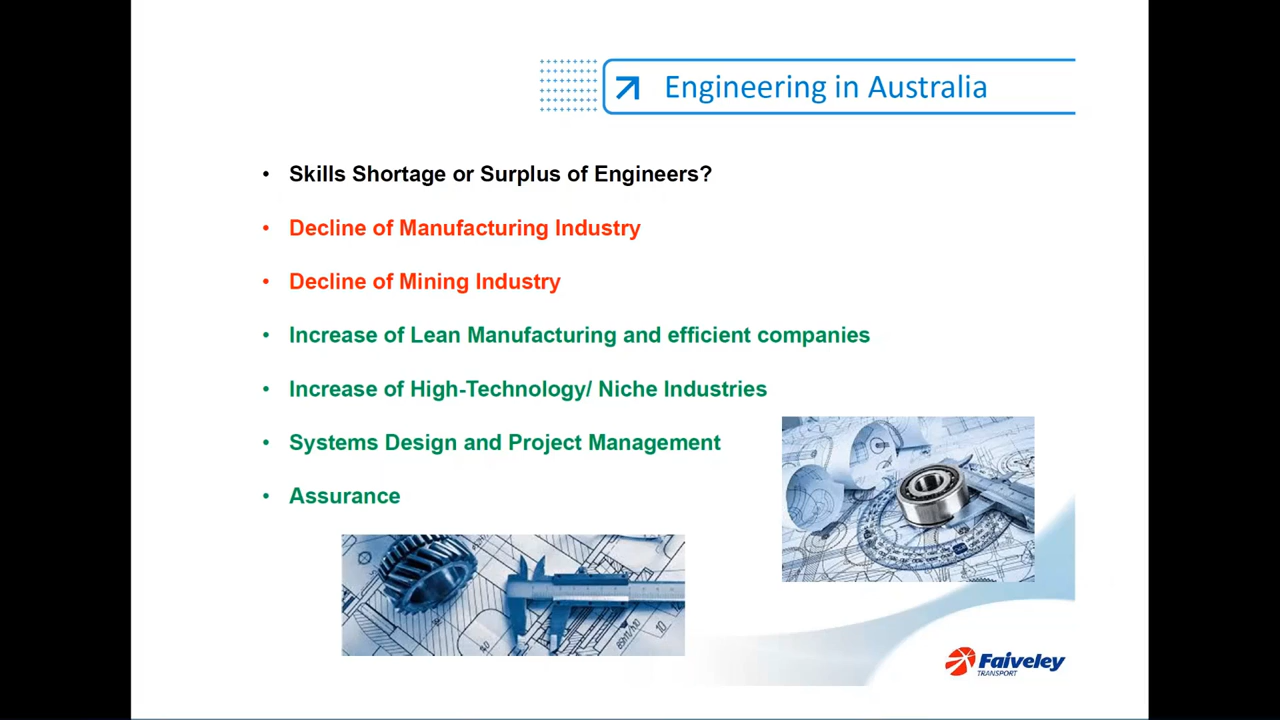 Engineering in Australia
• Skills Shortage or Surplus of Engineers?
• Decline of Manufacturing Industry
• Decline of Mining Industry
• Increase of Lean Manufacturing and efficient companies
• Increase of High-Technology/ Niche Industries
• Systems Design and Project Management
• Assurance
10
Faiveley
TRANSPORT